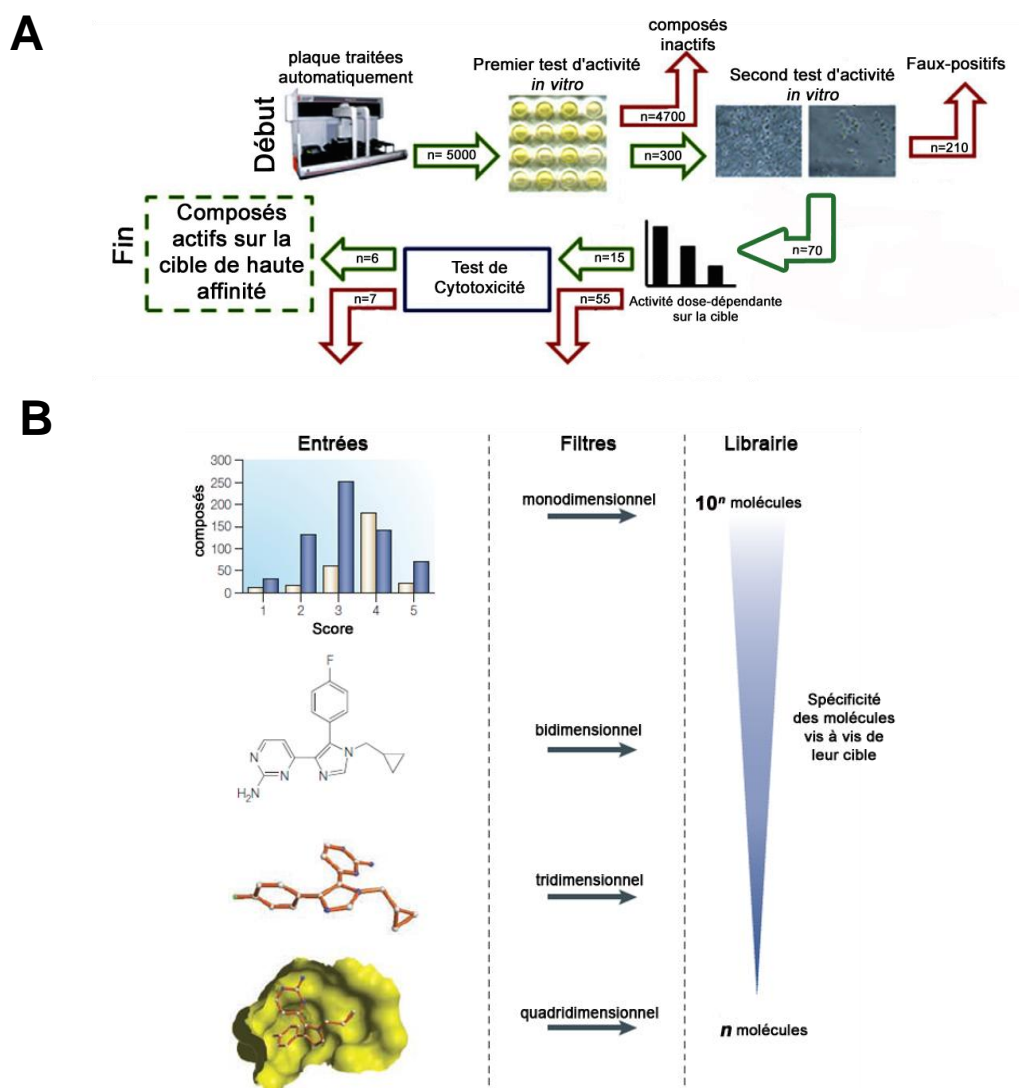 A
plaque traitées
automatiquement
Début
n= 5000
Premier test d'activité
in vitro
composés
inactifs
n=4700
n=300
Second test d'activité
in vitro
Faux-positifs
n=210
n=70
Activité dose-dépendante
sur la cible
n=15
n=55
Test de
Cytotoxicité
n=6
n=7
Fin
Composés
actifs sur la
cible de haute
affinité
B
Entrées
Filtres
Librairie
composés
300
250
200
150
100
50
0
1 2 3 4 5
Score
monodimensionnel
10ⁿ molécules
F
N
N
N
N
H₂N
bidimensionnel
Spécificité
des molécules
vis à vis de
leur cible
tridimensionnel
quadridimensionnel
n molécules